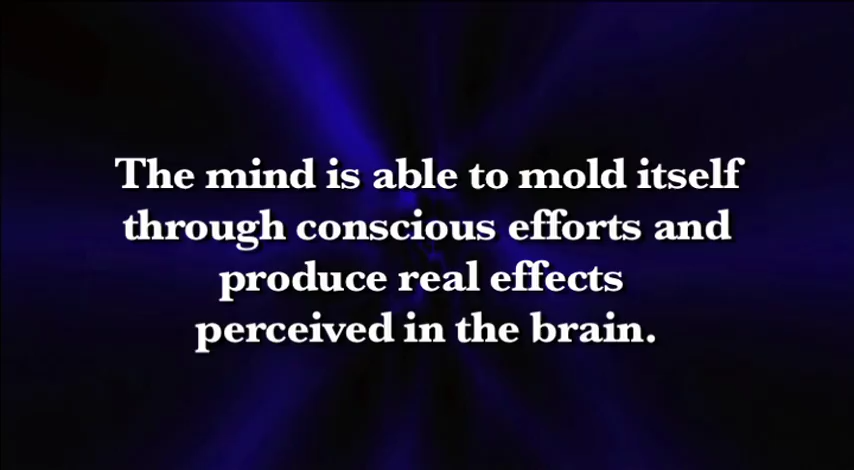 The mind is able to mold itself
through conscious efforts and
produce real effects
perceived in the brain.